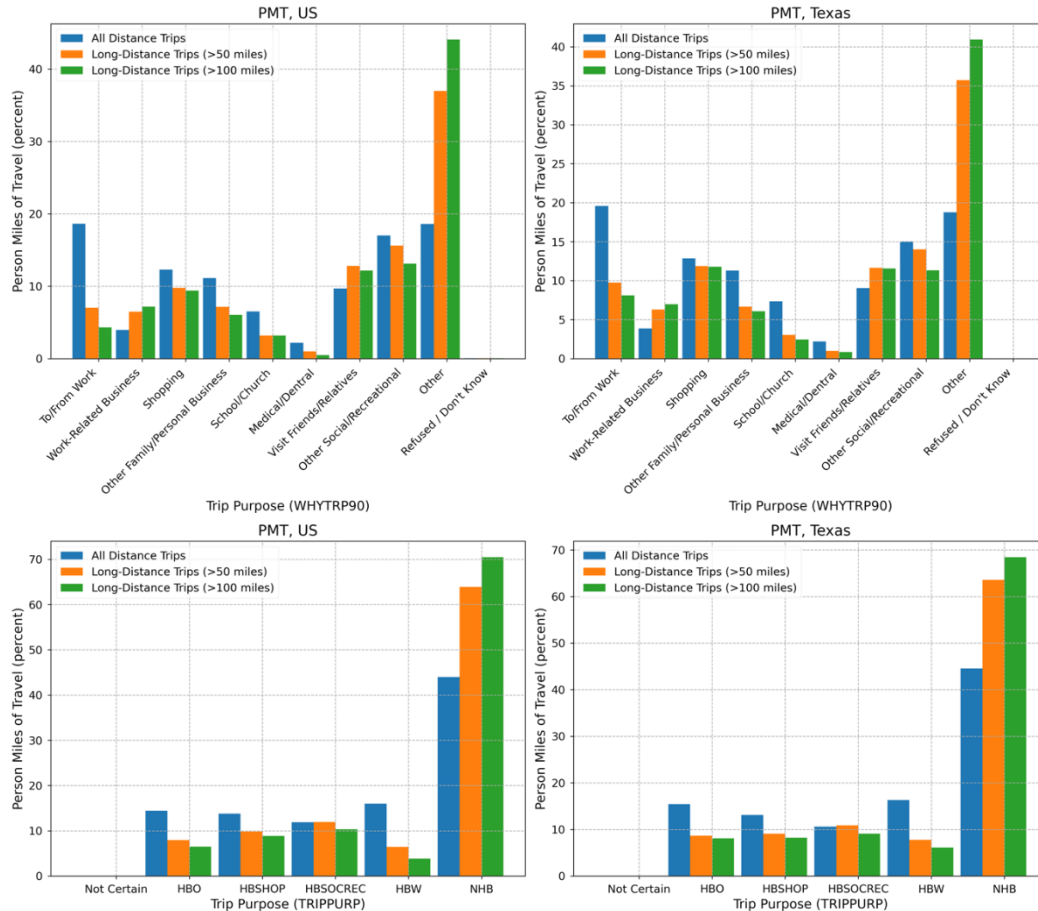 PMT, US
All Distance Trips
Long-Distance Trips (>50 miles)
Long-Distance Trips (>100 miles)
Person Miles of Travel (percent)
40
30
20
10
0
To/From Work
Work-Related Business
Shopping
Other Family/Personal Business
School/Church
Medical/Dentral
Visit Friends/Relatives
Other Social/Recreational
Other
Refused / Don't Know
Trip Purpose (WHYTRP90)
PMT, Texas
All Distance Trips
Long-Distance Trips (>50 miles)
Long-Distance Trips (>100 miles)
Person Miles of Travel (percent)
40
35
30
25
20
15
10
5
0
To/From Work
Work-Related Business
Shopping
Other Family/Personal Business
School/Church
Medical/Dentral
Visit Friends/Relatives
Other Social/Recreational
Other
Refused / Don't Know
Trip Purpose (WHYTRP90)
PMT, US
All Distance Trips
Long-Distance Trips (>50 miles)
Long-Distance Trips (>100 miles)
Person Miles of Travel (percent)
70
60
50
40
30
20
10
0
Not Certain
HBO
HBSHOP
HBSOCREC
HBW
NHB
Trip Purpose (TRIPPURP)
PMT, Texas
All Distance Trips
Long-Distance Trips (>50 miles)
Long-Distance Trips (>100 miles)
Person Miles of Travel (percent)
70
60
50
40
30
20
10
0
Not Certain
HBO
HBSHOP
HBSOCREC
HBW
NHB
Trip Purpose (TRIPPURP)